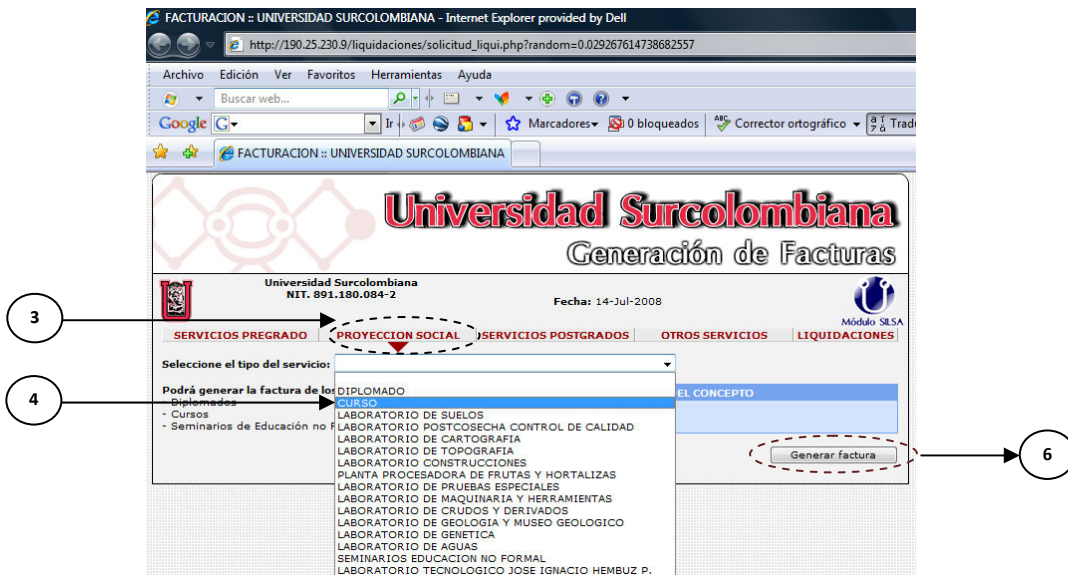 FACTURACION :: UNIVERSIDAD SURCOLOMBIANA - Internet Explorer provided by Dell
http://190.25.230.9/liquidaciones/solicitud_liqui.php?random=0.029267614738682557
Archivo Edición Ver Favoritos Herramientas Ayuda
Buscar web...
Google G Ir Marcadores 0 bloqueados Corrector ortográfico Trad
FACTURACION :: UNIVERSIDAD SURCOLOMBIANA
Universidad Surcolombiana
Generación de Facturas
Universidad Surcolombiana
NIT. 891.180.084-2
Fecha: 14-Jul-2008
Módulo SILSA
3
SERVICIOS PREGRADO PROYECCION SOCIAL SERVICIOS POSTGRADOS OTROS SERVICIOS LIQUIDACIONES
Seleccione el tipo del servicio:
Podrá generar la factura de los
- Diplomados
- Cursos
- Seminarios de Educación no F
EL CONCEPTO
4
DIPLOMADO
CURSO
LABORATORIO DE SUELOS
LABORATORIO POSTCOSECHA CONTROL DE CALIDAD
LABORATORIO DE CARTOGRAFIA
LABORATORIO DE TOPOGRAFIA
LABORATORIO CONSTRUCCIONES
PLANTA PROCESADORA DE FRUTAS Y HORTALIZAS
LABORATORIO DE PRUEBAS ESPECIALES
LABORATORIO DE MAQUINARIA Y HERRAMIENTAS
LABORATORIO DE CRUDOS Y DERIVADOS
LABORATORIO DE GEOLOGIA Y MUSEO GEOLOGICO
LABORATORIO DE GENETICA
LABORATORIO DE AGUAS
SEMINARIOS EDUCACION NO FORMAL
LABORATORIO TECNOLOGICO JOSE IGNACIO HEMBUZ P.
Generar factura
6